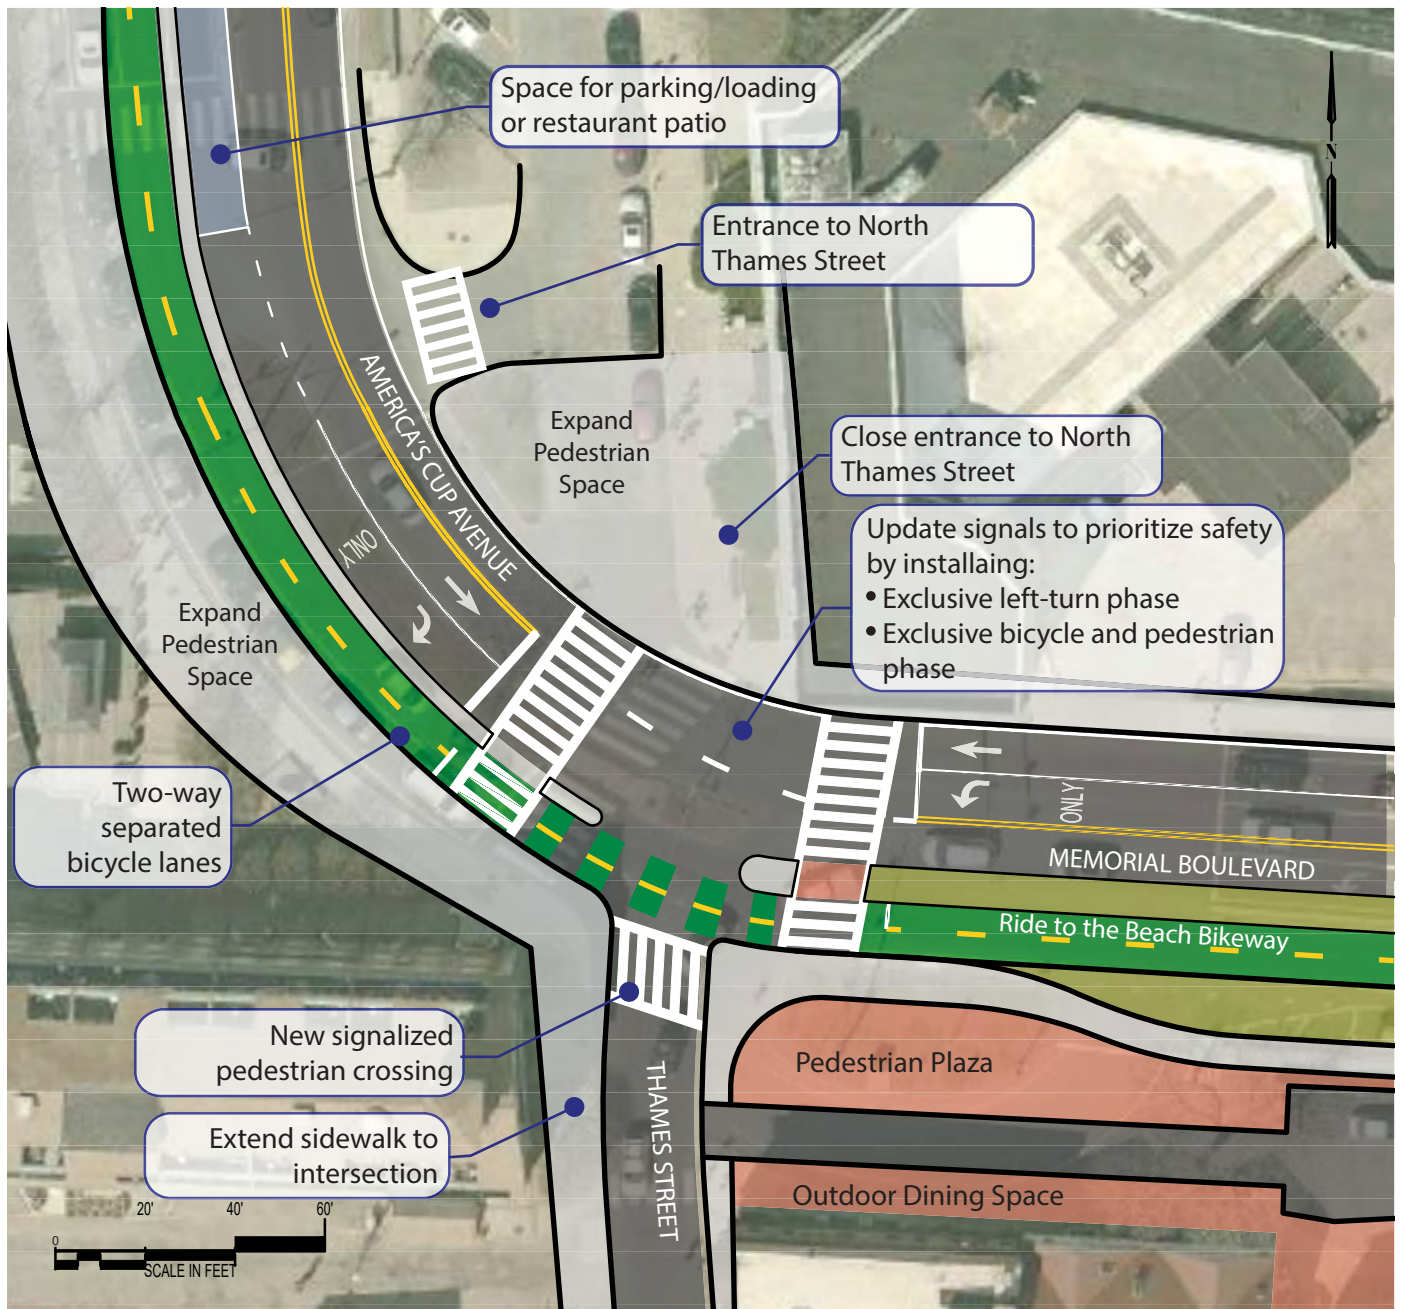 Space for parking/loading
or restaurant patio
N
Entrance to North
Thames Street
AMERICA'S CUP AVENUE
Expand
Pedestrian
Space
Close entrance to North
Thames Street
Update signals to prioritize safety
by installaing:
• Exclusive left-turn phase
• Exclusive bicycle and pedestrian
phase
ONLY
Expand
Pedestrian
Space
Two-way
separated
bicycle lanes
ONLY
MEMORIAL BOULEVARD
Ride to the Beach Bikeway
New signalized
pedestrian crossing
Pedestrian Plaza
THAMES STREET
Extend sidewalk to
intersection
Outdoor Dining Space
0 20' 40' 60'
SCALE IN FEET